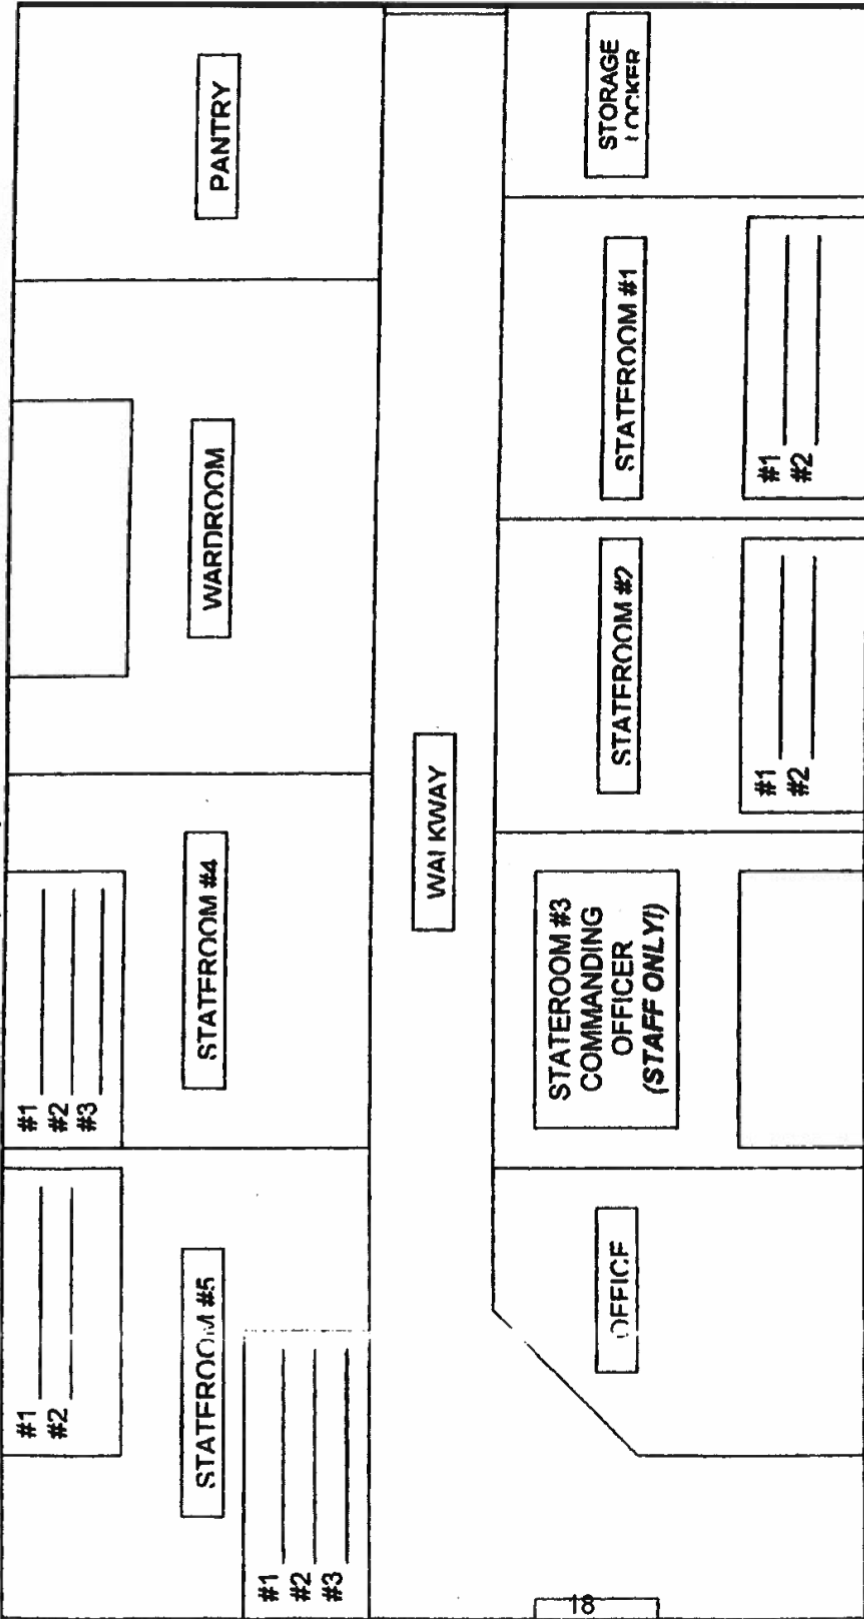 #1
#2
#1
#2
#3
STATEROOM #5
STATEROOM #4
WARDROOM
PANTRY
#1
#2
#3
WALKWAY
STATEROOM #3
COMMANDING
OFFICER
(STAFF ONLY!)
OFFICE
STATEROOM #2
STATEROOM #1
STORAGE
LOCKER
#1
#2
#1
#2
18